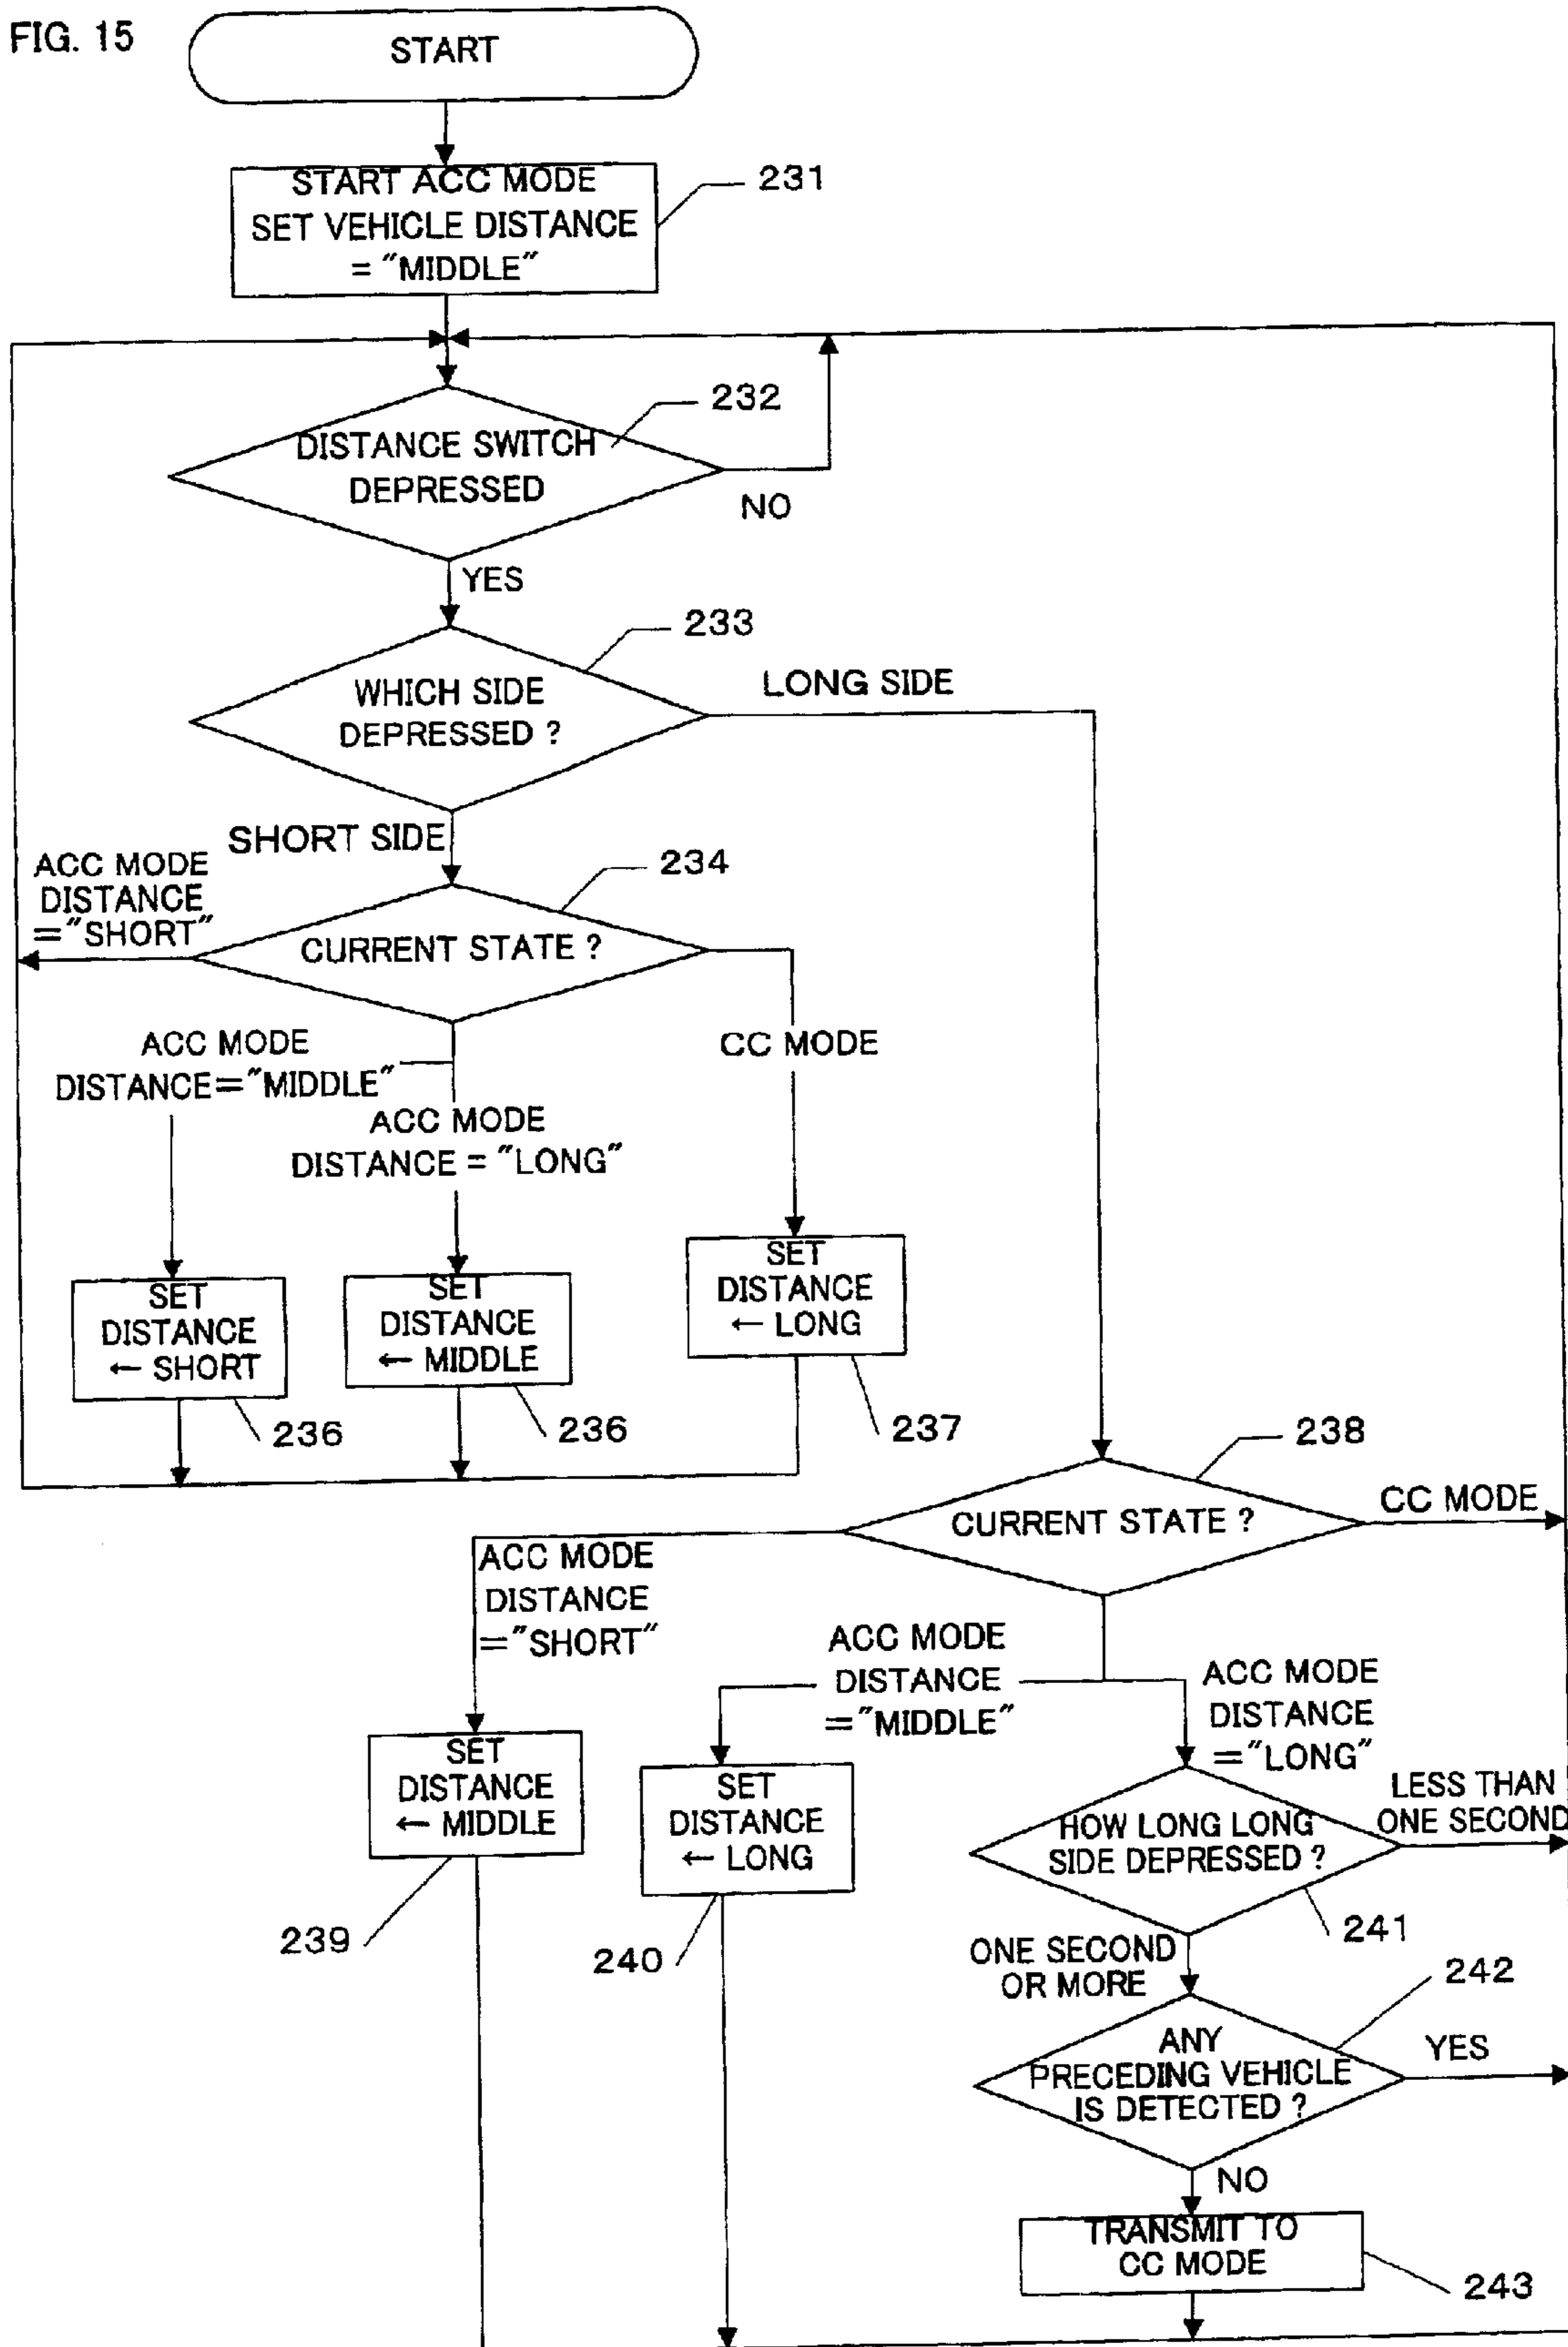 FIG. 15
START
START ACC MODE
SET VEHICLE DISTANCE
= "MIDDLE"
231
DISTANCE SWITCH
DEPRESSED
232
NO
YES
WHICH SIDE
DEPRESSED ?
233
LONG SIDE
SHORT SIDE
ACC MODE
DISTANCE
="SHORT"
234
CURRENT STATE ?
ACC MODE
DISTANCE="MIDDLE"
ACC MODE
DISTANCE = "LONG"
CC MODE
SET
DISTANCE
← SHORT
236
SET
DISTANCE
← MIDDLE
236
SET
DISTANCE
← LONG
237
238
CURRENT STATE ?
CC MODE
ACC MODE
DISTANCE
="SHORT"
ACC MODE
DISTANCE
="MIDDLE"
ACC MODE
DISTANCE
="LONG"
SET
DISTANCE
← MIDDLE
239
SET
DISTANCE
← LONG
240
HOW LONG LONG
SIDE DEPRESSED ?
LESS THAN
ONE SECOND
241
ONE SECOND
OR MORE
242
ANY
PRECEDING VEHICLE
IS DETECTED ?
YES
NO
TRANSMIT TO
CC MODE
243